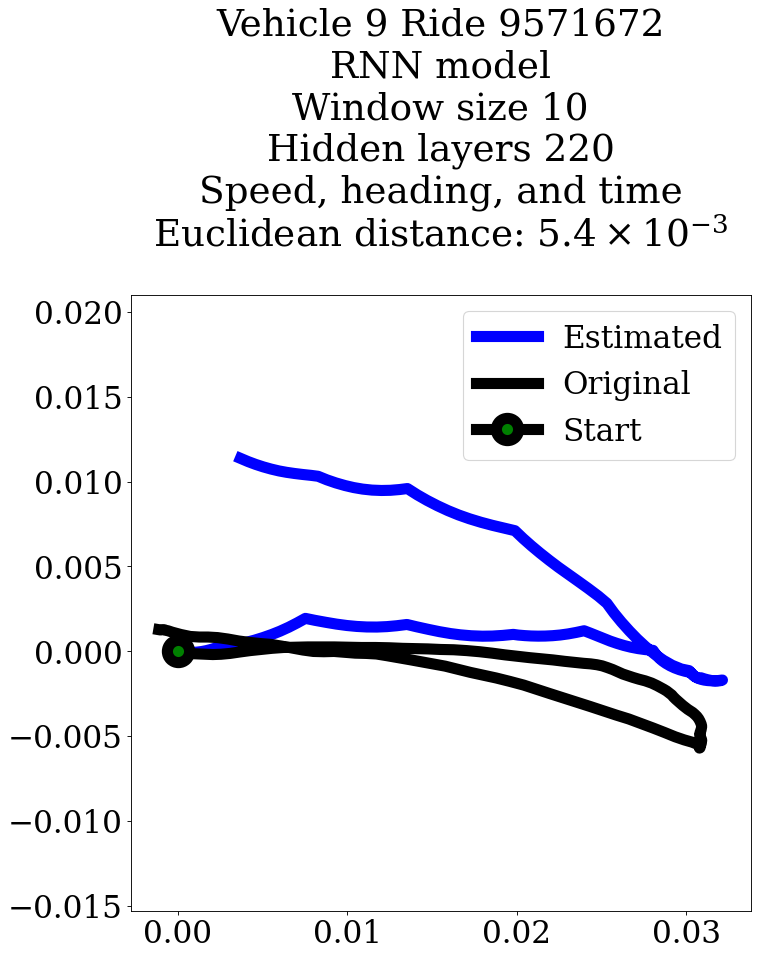 Vehicle 9 Ride 9571672
RNN model
Window size 10
Hidden layers 220
Speed, heading, and time
Euclidean distance: 5.4 × 10⁻³
Estimated
Original
Start
0.020
0.015
0.010
0.005
0.000
−0.005
−0.010
−0.015
0.00 0.01 0.02 0.03